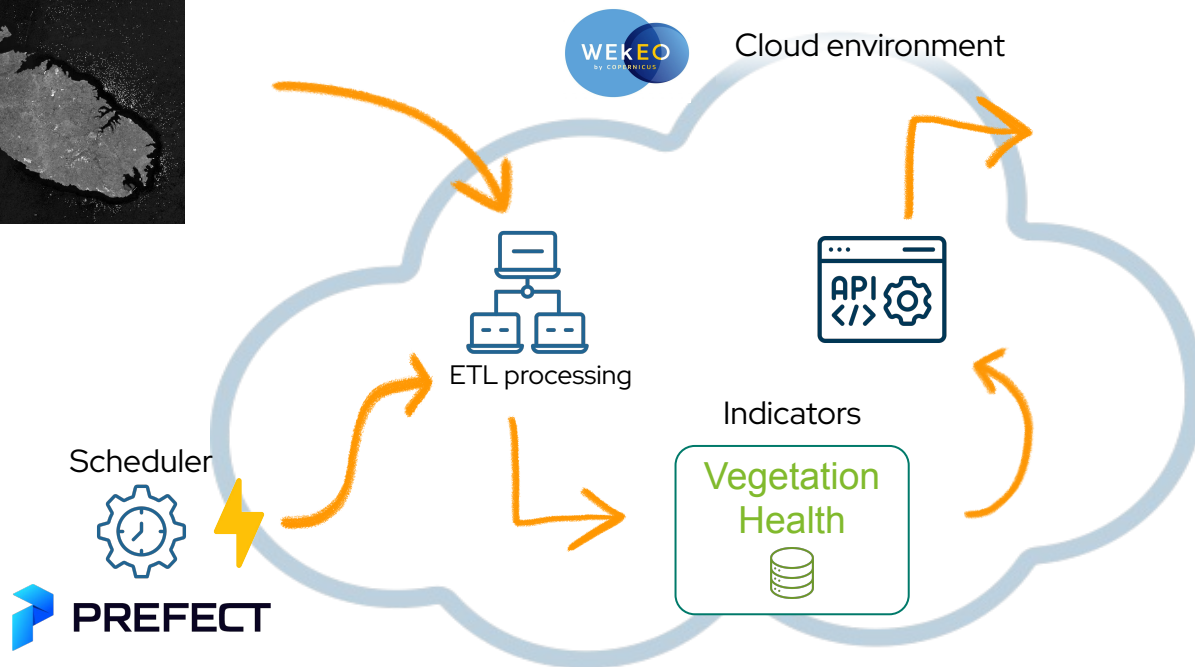 WEkEO
by COPERNICUS
Cloud environment
API
</>
ETL processing
Indicators
Vegetation
Health
Scheduler
PREFECT